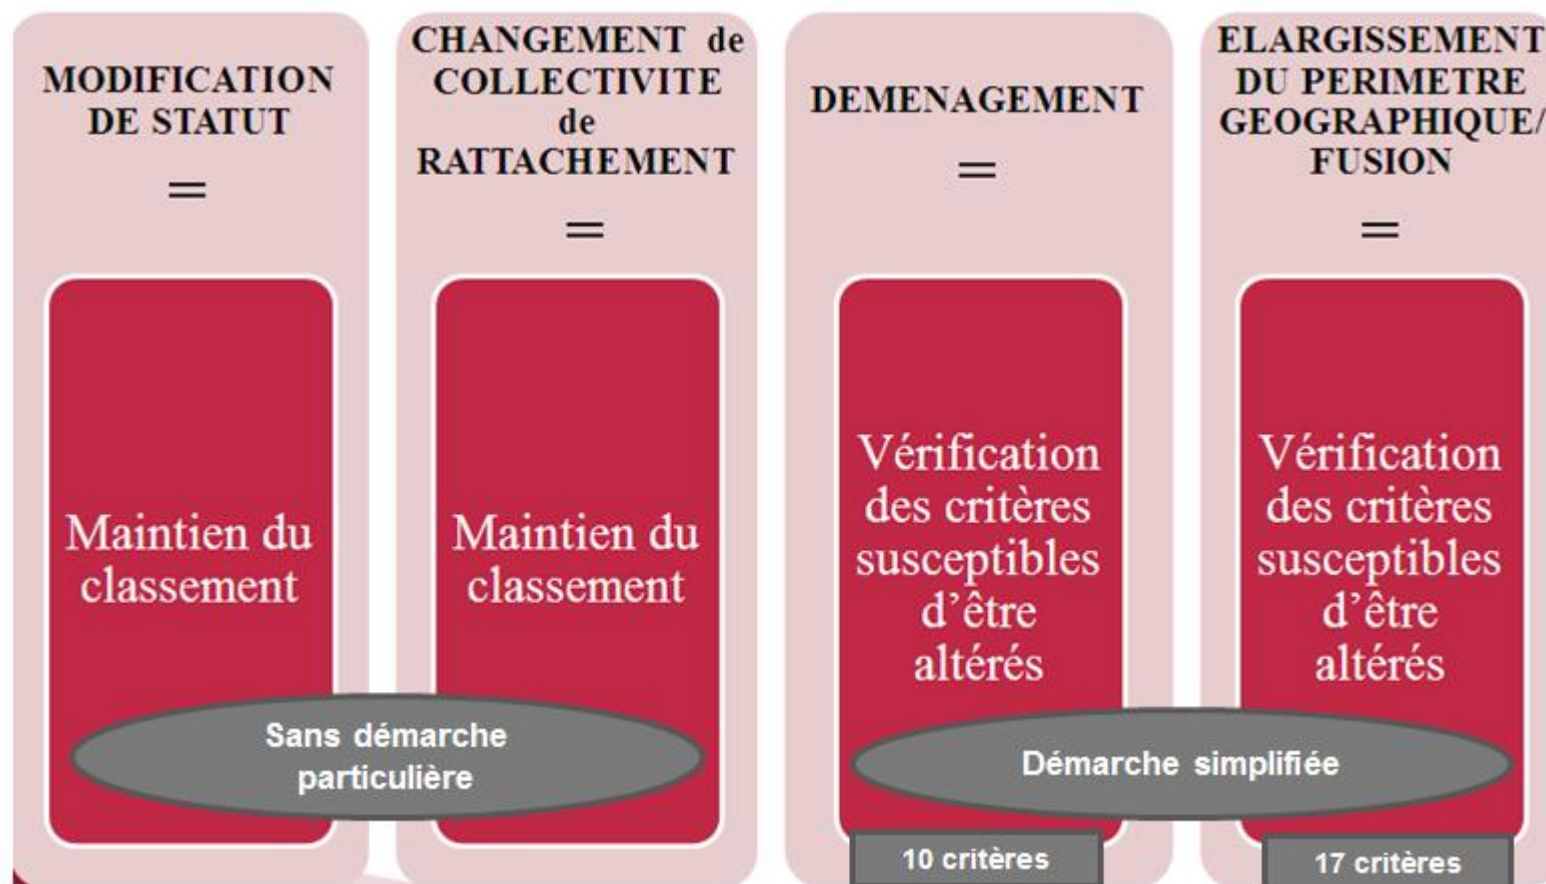 MODIFICATION
DE STATUT
=
Maintien du
classement
CHANGEMENT de
COLLECTIVITE
de
RATTACHEMENT
=
Maintien du
classement
Sans démarche
particulière
DEMENAGEMENT
=
Vérification
des critères
susceptibles
d’être
altérés
10 critères
ELARGISSEMENT
DU PERIMETRE
GEOGRAPHIQUE/
FUSION
=
Vérification
des critères
susceptibles
d’être
altérés
Démarche simplifiée
17 critères